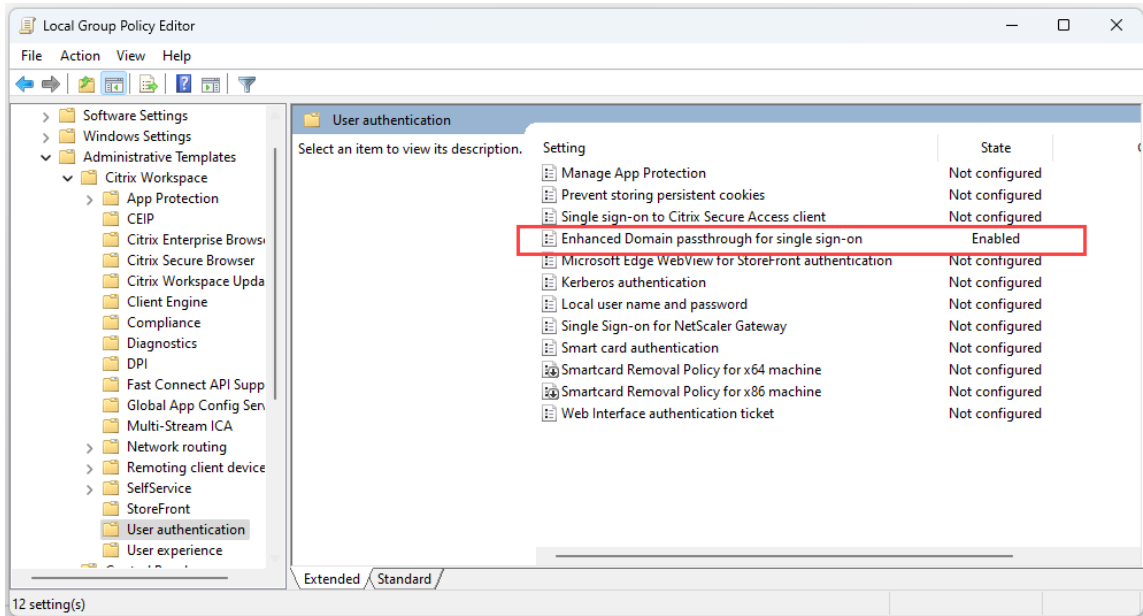 Local Group Policy Editor
File Action View Help
Software Settings
Windows Settings
Administrative Templates
Citrix Workspace
App Protection
CEIP
Citrix Enterprise Brows
Citrix Secure Browser
Citrix Workspace Upda
Client Engine
Compliance
Diagnostics
DPI
Fast Connect API Supp
Global App Config Serv
Multi-Stream ICA
Network routing
Remoting client device
SelfService
StoreFront
User authentication
User experience
User authentication
Select an item to view its description.
Setting State
Manage App Protection Not configured
Prevent storing persistent cookies Not configured
Single sign-on to Citrix Secure Access client Not configured
Enhanced Domain passthrough for single sign-on Enabled
Microsoft Edge WebView for StoreFront authentication Not configured
Kerberos authentication Not configured
Local user name and password Not configured
Single Sign-on for NetScaler Gateway Not configured
Smart card authentication Not configured
Smartcard Removal Policy for x64 machine Not configured
Smartcard Removal Policy for x86 machine Not configured
Web Interface authentication ticket Not configured
Extended Standard
12 setting(s)